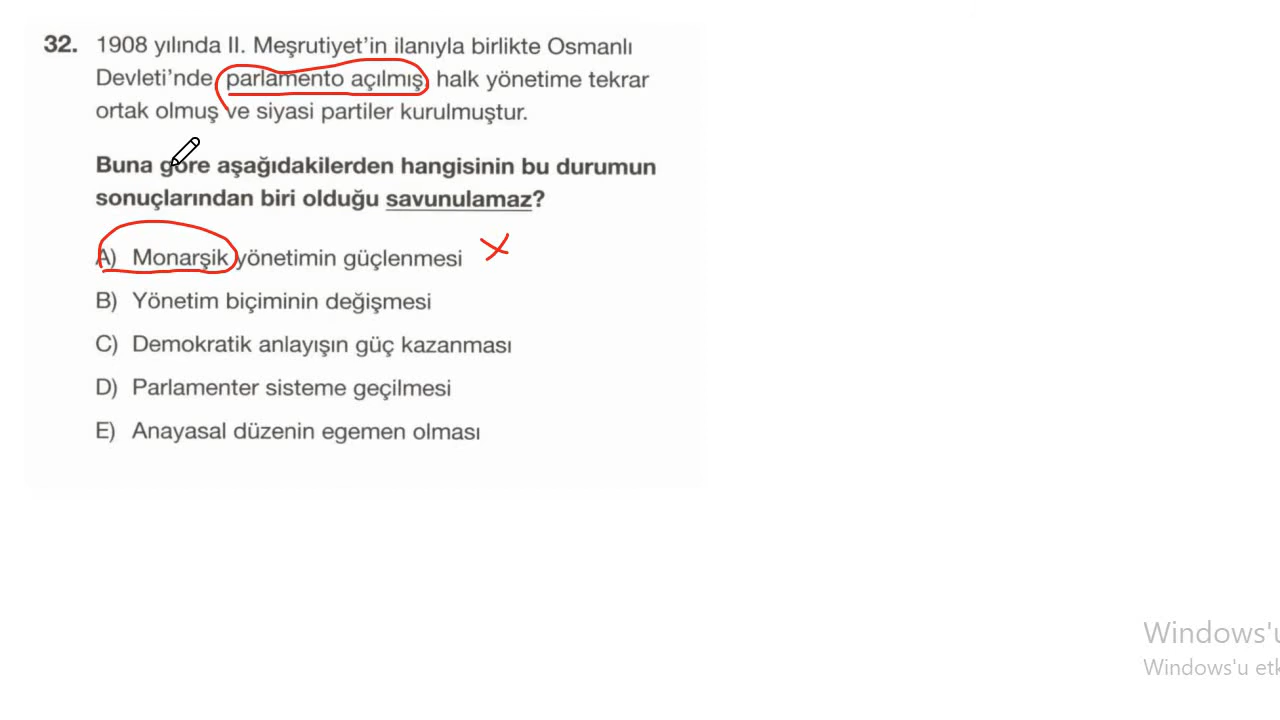 32. 1908 yılında II. Meşrutiyet'in ilanıyla birlikte Osmanlı
Devleti'nde parlamento açılmış, halk yönetime tekrar
ortak olmuş ve siyasi partiler kurulmuştur.
Buna göre aşağıdakilerden hangisinin bu durumun
sonuçlarından biri olduğu savunulamaz?
A) Monarşik yönetimin güçlenmesi
B) Yönetim biçiminin değişmesi
C) Demokratik anlayışın güç kazanması
D) Parlamenter sisteme geçilmesi
E) Anayasal düzenin egemen olması
Windows'u
Windows'u etk